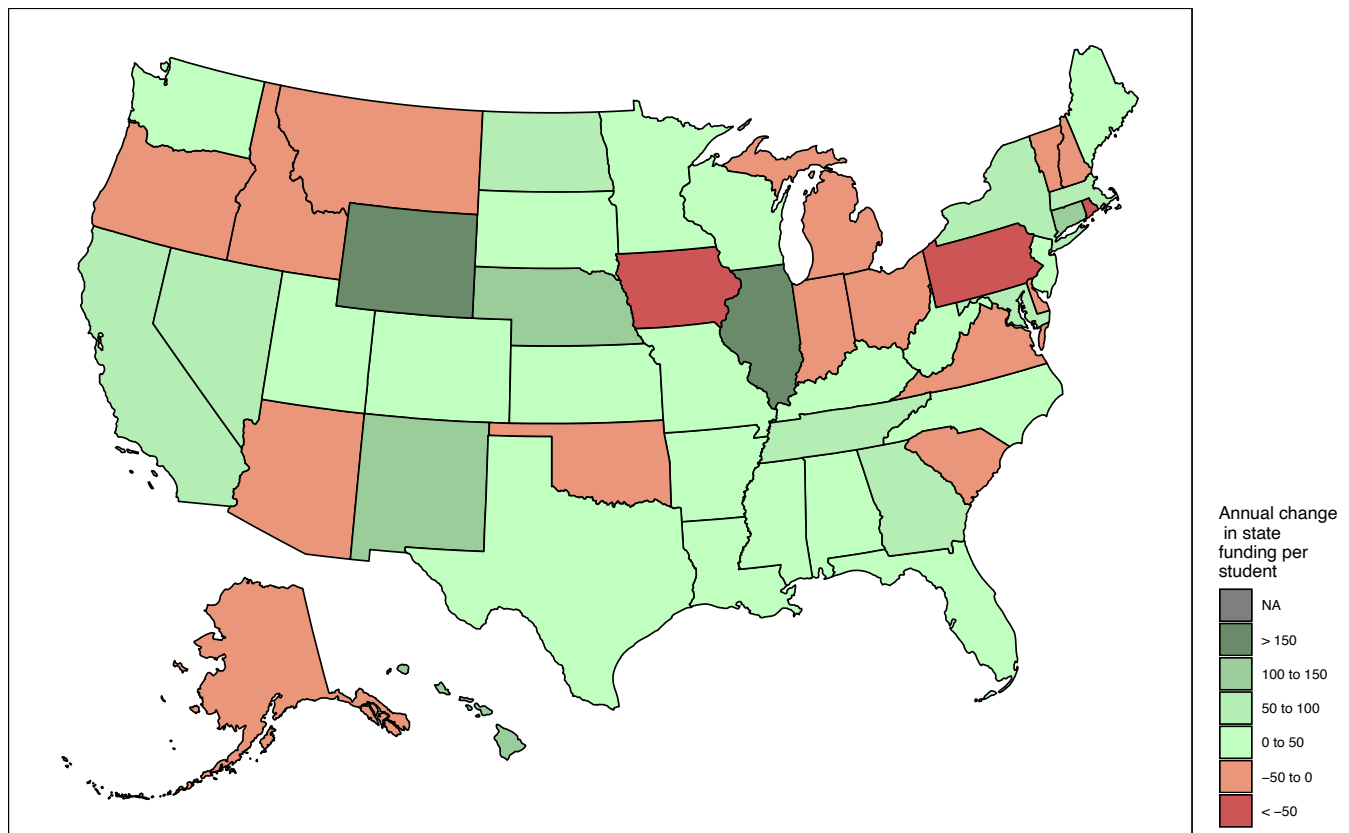 Annual change
in state
funding per
student
NA
> 150
100 to 150
50 to 100
0 to 50
−50 to 0
< −50